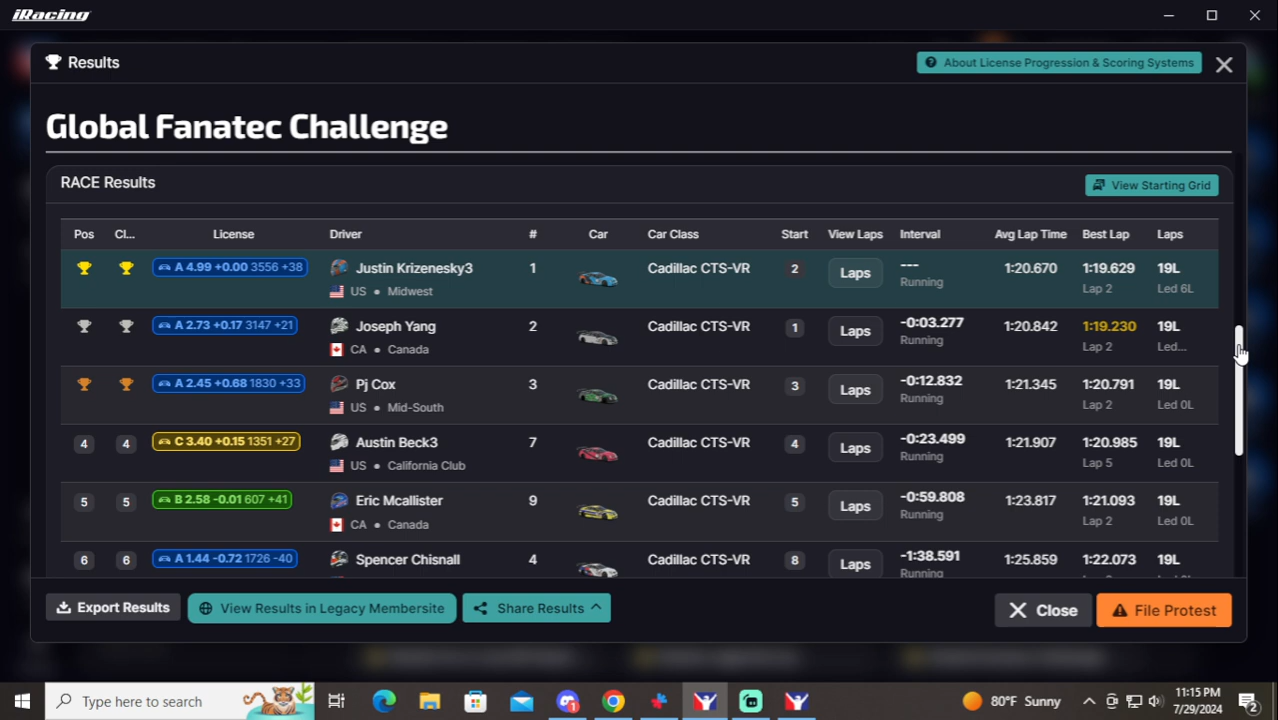 iRacing
Results
About License Progression & Scoring Systems
Global Fanatec Challenge
RACE Results
View Starting Grid
Pos Cl... License Driver # Car Car Class Start View Laps Interval Avg Lap Time Best Lap Laps
A 4.99 +0.00 3556 +38 Justin Krizenesky3 1 Cadillac CTS-VR 2 Laps --- 1:20.670 1:19.629 19L
US • Midwest Running Lap 2 Led 6L
A 2.73 +0.17 3147 +21 Joseph Yang 2 Cadillac CTS-VR 1 Laps -0:03.277 1:20.842 1:19.230 19L
CA • Canada Running Lap 2 Led...
A 2.45 +0.68 1830 +33 Pj Cox 3 Cadillac CTS-VR 3 Laps -0:12.832 1:21.345 1:20.791 19L
US • Mid-South Running Lap 2 Led 0L
4 4 C 3.40 +0.15 1351 +27 Austin Beck3 7 Cadillac CTS-VR 4 Laps -0:23.499 1:21.907 1:20.985 19L
US • California Club Running Lap 5 Led 0L
5 5 B 2.58 -0.01 607 +41 Eric Mcallister 9 Cadillac CTS-VR 5 Laps -0:59.808 1:23.817 1:21.093 19L
CA • Canada Running Lap 2 Led 0L
6 6 A 1.44 -0.72 1726 -40 Spencer Chisnall 4 Cadillac CTS-VR 8 Laps -1:38.591 1:25.859 1:22.073 19L
Running
Export Results View Results in Legacy Membersite Share Results Close File Protest
Type here to search 80°F Sunny 11:15 PM
7/29/2024 2